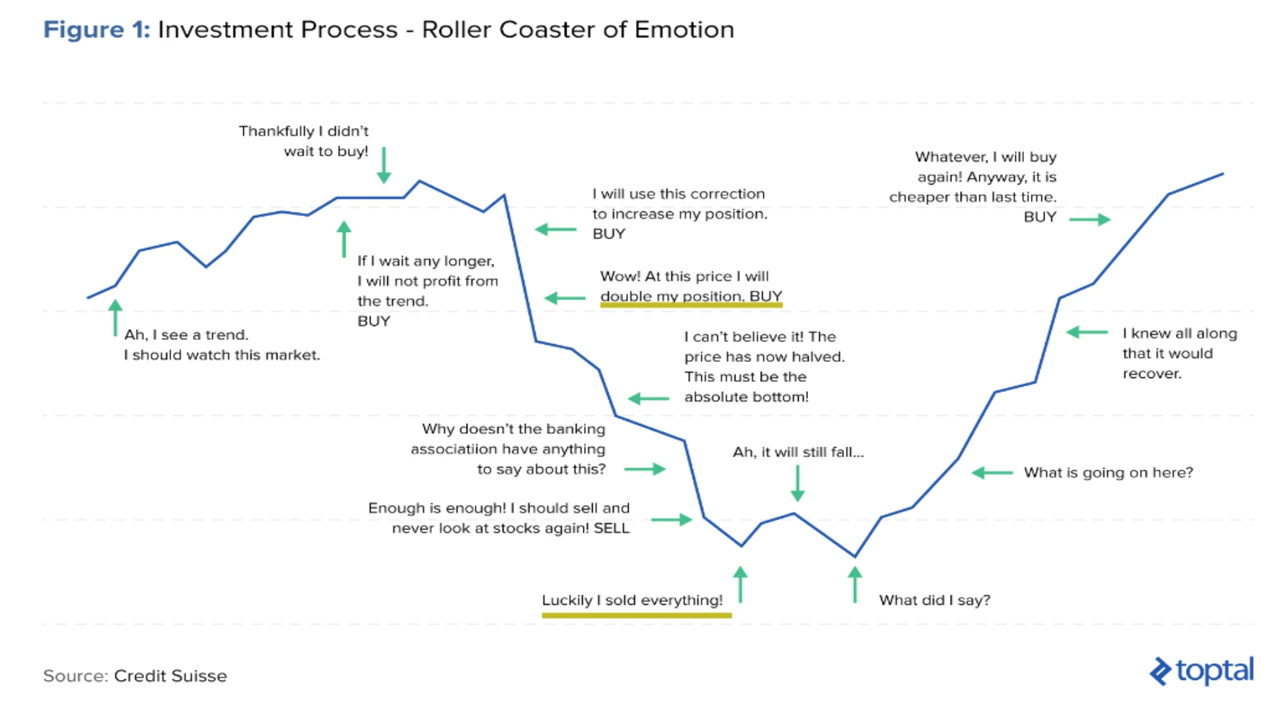 Figure 1: Investment Process - Roller Coaster of Emotion
Thankfully I didn't
wait to buy!
Ah, I see a trend.
I should watch this market.
If I wait any longer,
I will not profit from
the trend.
BUY
I will use this correction
to increase my position.
BUY
Wow! At this price I will
double my position. BUY
I can't believe it! The
price has now halved.
This must be the
absolute bottom!
Why doesn't the banking
associatiion have anything
to say about this?
Enough is enough! I should sell and
never look at stocks again! SELL
Luckily I sold everything!
Ah, it will still fall...
What did I say?
What is going on here?
I knew all along
that it would
recover.
Whatever, I will buy
again! Anyway, it is
cheaper than last time.
BUY
Source: Credit Suisse
toptal